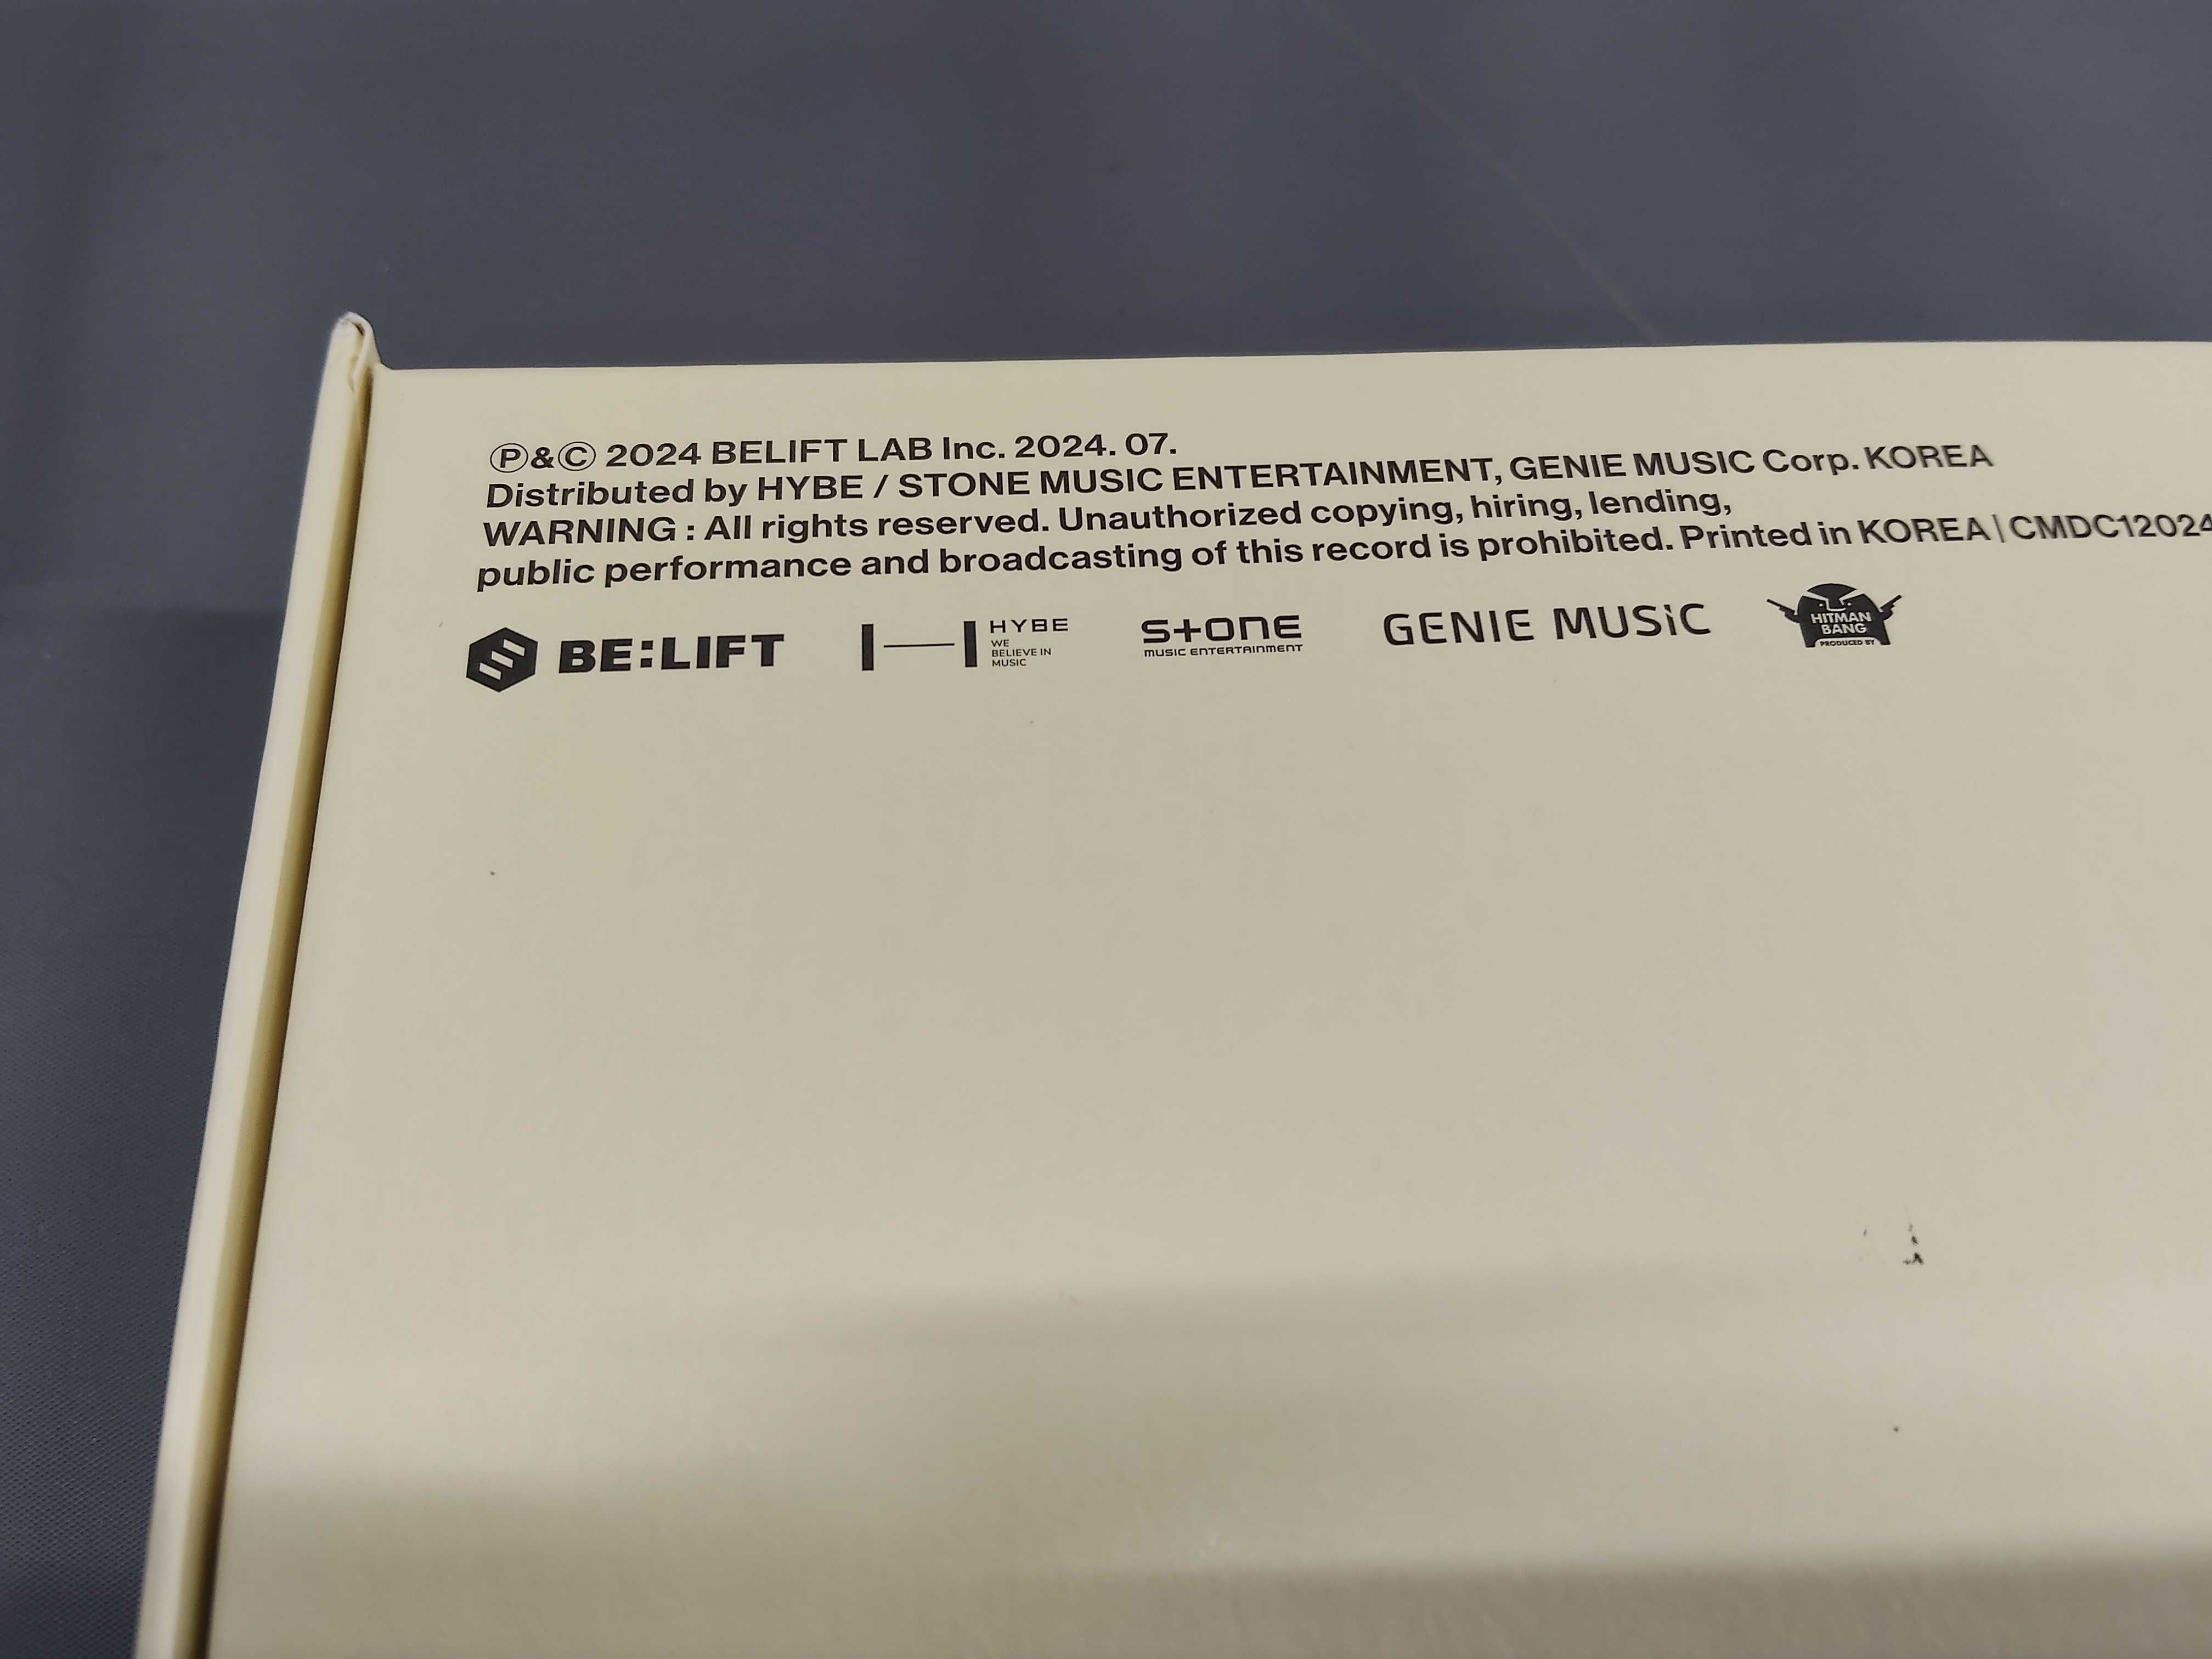 Ⓟ&Ⓒ 2024 BELIFT LAB Inc. 2024. 07.
Distributed by HYBE / STONE MUSIC ENTERTAINMENT, GENIE MUSIC Corp. KOREA
WARNING : All rights reserved. Unauthorized copying, hiring, lending,
public performance and broadcasting of this record is prohibited. Printed in KOREA | CMDC12024
BE:LIFT
HYBE
WE
BELIEVE IN
MUSIC
STONE
MUSIC ENTERTAINMENT
GENIE MUSiC
HITMAN
BANG
PRODUCED BY